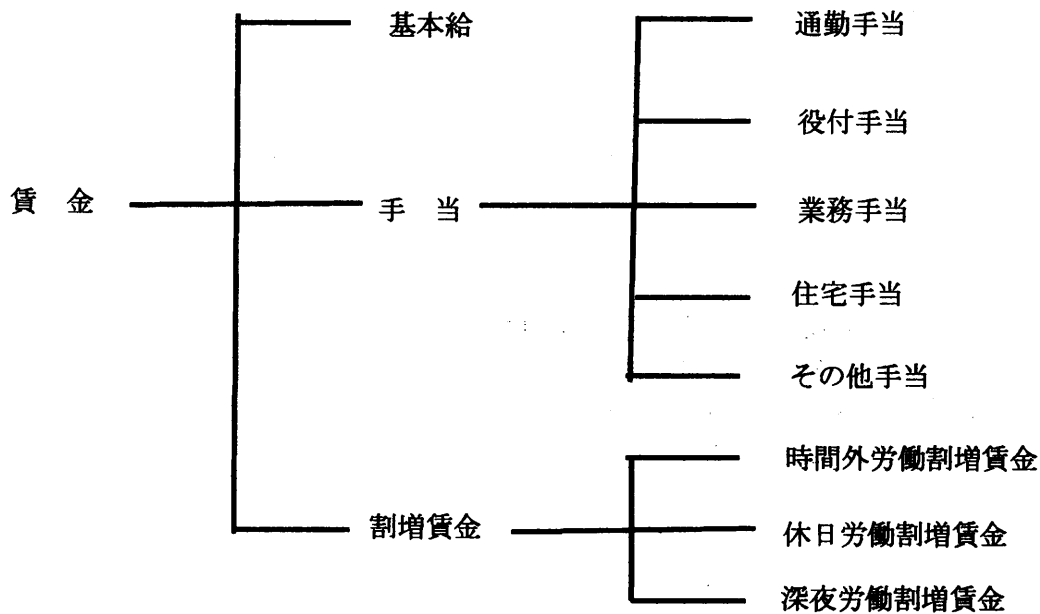 賃 金
基本給
手 当
通勤手当
役付手当
業務手当
住宅手当
その他手当
割増賃金
時間外労働割増賃金
休日労働割増賃金
深夜労働割増賃金